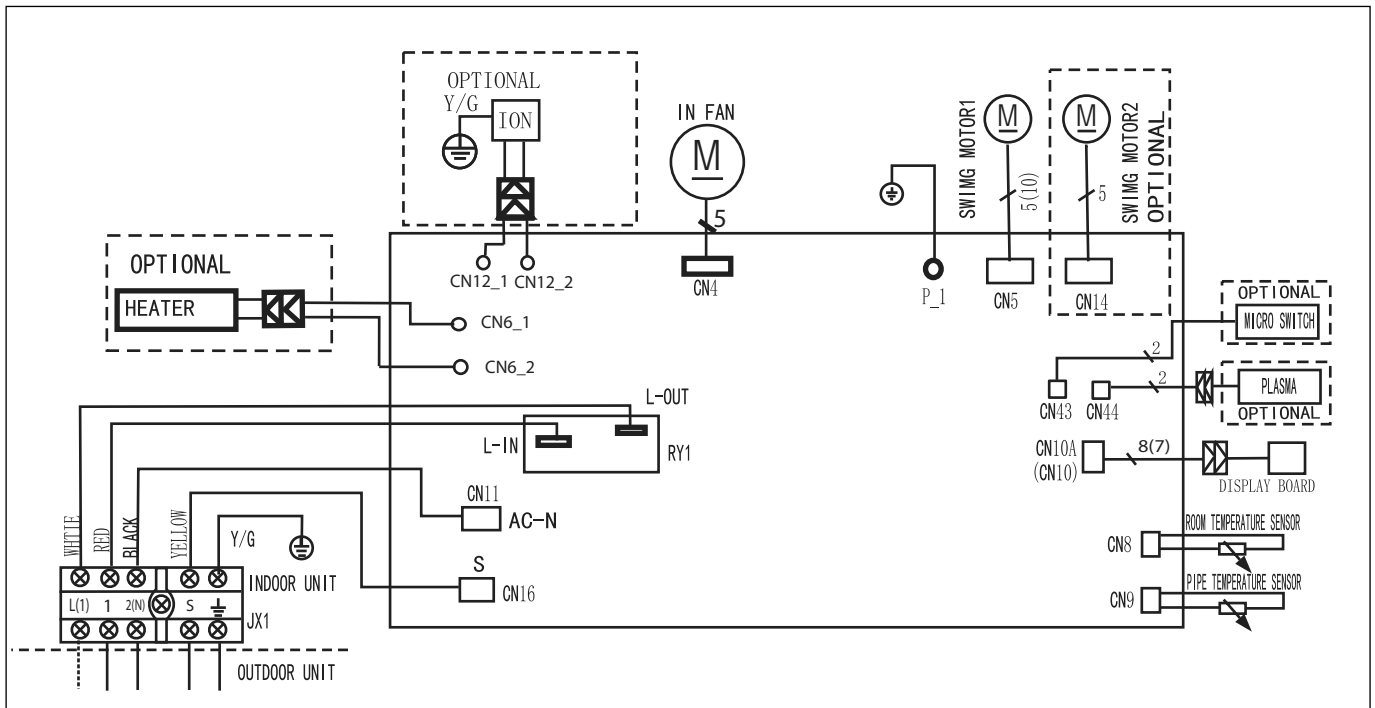 OPTIONAL
Y/G
ION
IN FAN
M
5
SWIMG MOTOR1
M
5(10)
M
5
SWIMG MOTOR2
OPTIONAL
OPTIONAL
HEATER
CN12_1
CN12_2
CN4
P_1
CN5
CN14
CN6_1
CN6_2
OPTIONAL
MICRO SWITCH
2
2
PLASMA
OPTIONAL
CN43
CN44
L-OUT
L-IN
RY1
CN10A
(CN10)
8(7)
DISPLAY BOARD
CN11
AC-N
ROOM TEMPERATURE SENSOR
CN8
S
CN16
PIPE TEMPERATURE SENSOR
CN9
WHTIE
RED
BLACK
YELLOW
Y/G
INDOOR UNIT
L(1)
1
2(N)
S
JX1
OUTDOOR UNIT